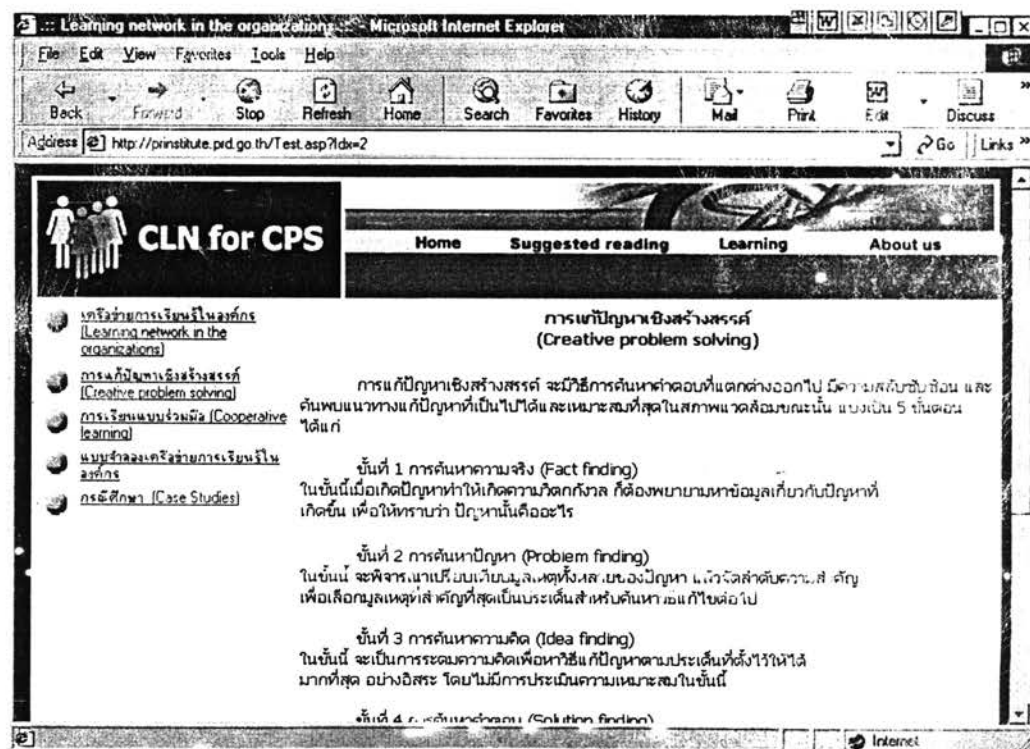 .:: Learning network in the organizations ::. - Microsoft Internet Explorer
File Edit View Favorites Tools Help
Back Forward Stop Refresh Home Search Favorites History Mail Print Edit Discuss
Address http://prinstitute.prd.go.th/Test.asp?Idx=2 Go Links
CLN for CPS
Home Suggested reading Learning About us
เครือข่ายการเรียนรู้ในองค์กร
(Learning network in the
organizations)
การแก้ปัญหาเชิงสร้างสรรค์
(Creative problem solving)
การเรียนแบบร่วมมือ (Cooperative
learning)
แบบจำลองเครือข่ายการเรียนรู้ใน
องค์กร
กรณีศึกษา (Case Studies)
การแก้ปัญหาเชิงสร้างสรรค์
(Creative problem solving)
การแก้ปัญหาเชิงสร้างสรรค์ จะมีวิธีการค้นหาคำตอบที่แตกต่างออกไป มีความสลับซับซ้อน และ
ค้นพบแนวทางแก้ปัญหาที่เป็นไปได้และเหมาะสมที่สุดในสภาพแวดล้อมขณะนั้น แบ่งเป็น 5 ขั้นตอน
ได้แก่
ขั้นที่ 1 การค้นหาความจริง (Fact finding)
ในขั้นนี้เมื่อเกิดปัญหาทำให้เกิดความวิตกกังวล ก็ต้องพยายามหาข้อมูลเกี่ยวกับปัญหาที่
เกิดขึ้น เพื่อให้ทราบว่า ปัญหานั้นคืออะไร
ขั้นที่ 2 การค้นหาปัญหา (Problem finding)
ในขั้นนี้ จะพิจารณาเปรียบเทียบมูลเหตุทั้งหลายของปัญหา แล้วจัดลำดับความสำคัญ
เพื่อเลือกมูลเหตุที่สำคัญที่สุดเป็นประเด็นสำหรับค้นหาวิธีแก้ไขต่อไป
ขั้นที่ 3 การค้นหาความคิด (Idea finding)
ในขั้นนี้ จะเป็นการระดมความคิดเพื่อหาวิธีแก้ปัญหาตามประเด็นที่ตั้งไว้ให้ได้
มากที่สุด อย่างอิสระ โดยไม่มีการประเมินความเหมาะสมในขั้นนี้
ขั้นที่ 4 การค้นหาคำตอบ (Solution finding)
Internet